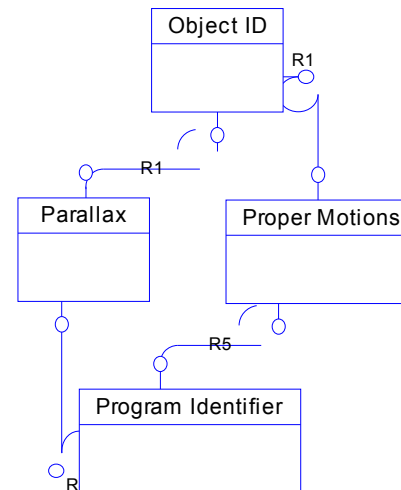 Object ID
R1
R1
Parallax
Proper Motions
R5
Program Identifier
R